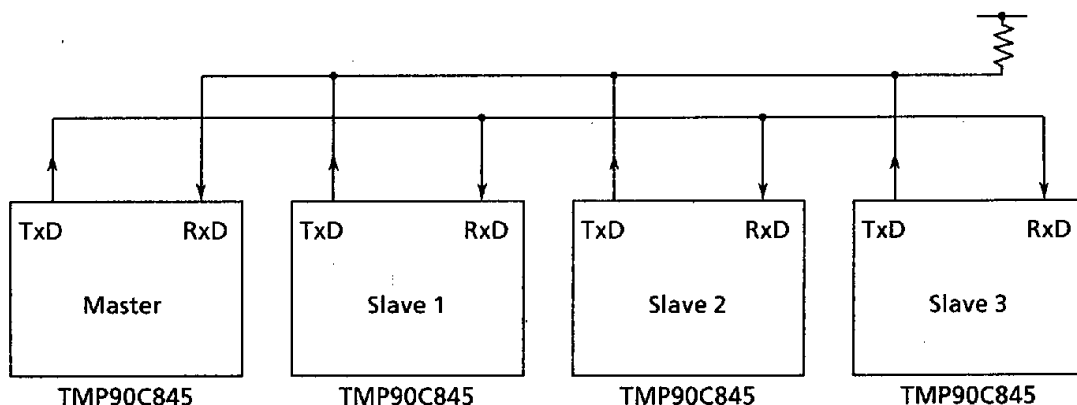 TxD RxD TxD RxD TxD RxD TxD RxD
Master Slave 1 Slave 2 Slave 3
TMP90C845 TMP90C845 TMP90C845 TMP90C845